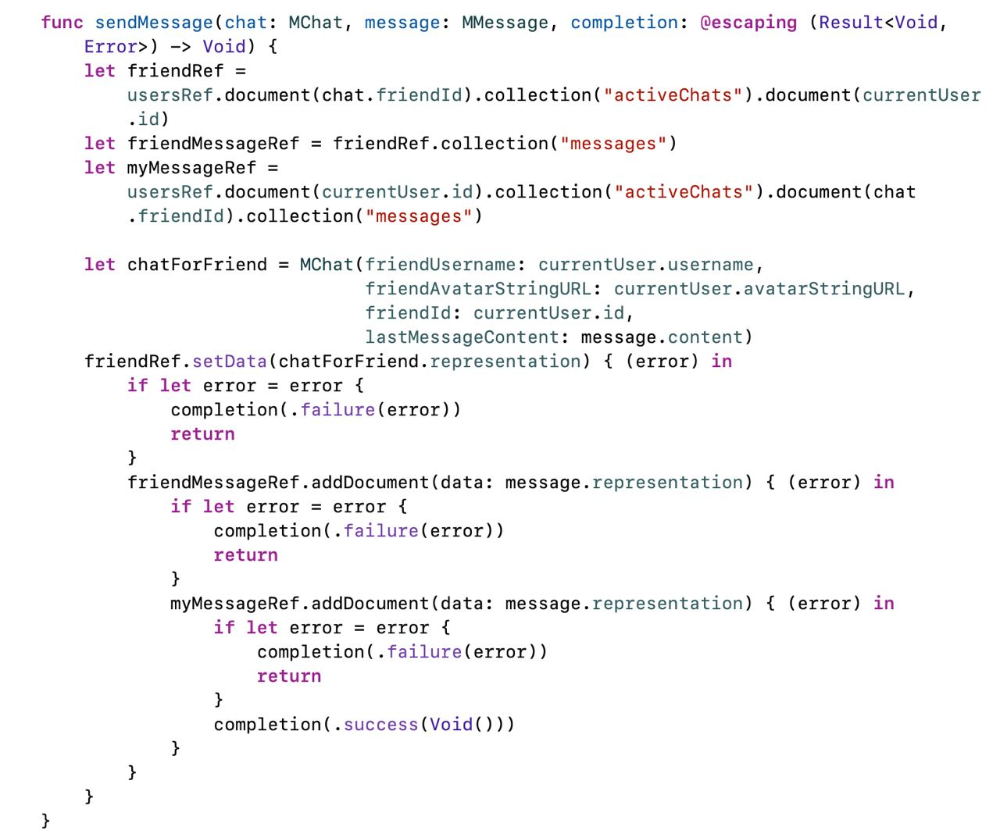 func sendMessage(chat: MChat, message: MMessage, completion: @escaping (Result<Void,
Error>) -> Void) {
let friendRef =
usersRef.document(chat.friendId).collection("activeChats").document(currentUser
.id)
let friendMessageRef = friendRef.collection("messages")
let myMessageRef =
usersRef.document(currentUser.id).collection("activeChats").document(chat
.friendId).collection("messages")
let chatForFriend = MChat(friendUsername: currentUser.username,
friendAvatarStringURL: currentUser.avatarStringURL,
friendId: currentUser.id,
lastMessageContent: message.content)
friendRef.setData(chatForFriend.representation) { (error) in
if let error = error {
completion(.failure(error))
return
}
friendMessageRef.addDocument(data: message.representation) { (error) in
if let error = error {
completion(.failure(error))
return
}
myMessageRef.addDocument(data: message.representation) { (error) in
if let error = error {
completion(.failure(error))
return
}
completion(.success(Void()))
}
}
}
}